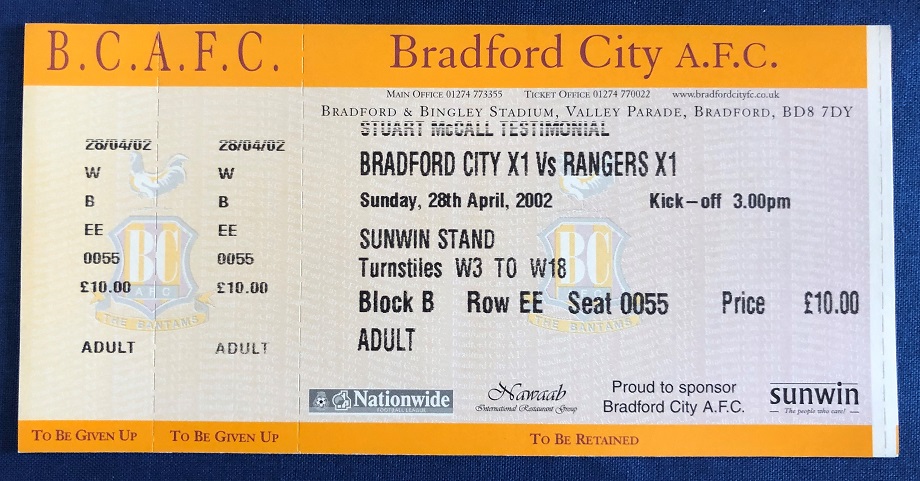 B.C.A.F.C.
Bradford City A.F.C.
Main Office 01274 773355 Ticket Office 01274 770022 www.bradfordcityfc.co.uk
Bradford & Bingley Stadium, Valley Parade, Bradford, BD8 7DY
STUART McCALL TESTIMONIAL
28/04/02 28/04/02
BRADFORD CITY X1 Vs RANGERS X1
W W
B B
Sunday, 28th April, 2002 Kick-off 3.00pm
EE EE
SUNWIN STAND
0055 0055
Turnstiles W3 TO W18
£10.00 £10.00
Block B Row EE Seat 0055 Price £10.00
ADULT ADULT
ADULT
BC
AFC
THE BANTAMS
BC
AFC
THE BANTAMS
Nationwide
FOOTBALL LEAGUE
Nawaab
International Restaurant Group
Proud to sponsor
Bradford City A.F.C.
sunwin
The people who care!
To Be Given Up To Be Given Up To Be Retained